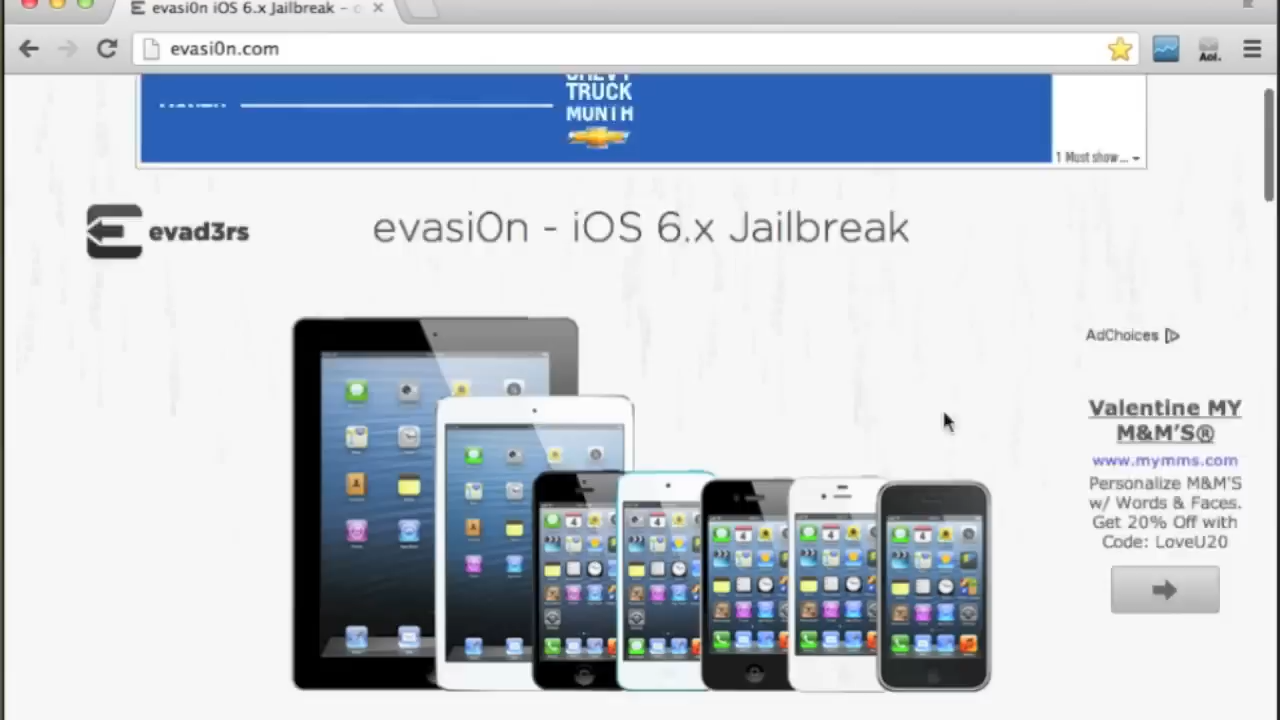 evasi0n iOS 6.x Jailbreak - o
evasi0n.com
Aol.
CHEVY
TRUCK
MONTH
1 Must show...
evad3rs
evasi0n - iOS 6.x Jailbreak
AdChoices
Valentine MY
M&M'S®
www.mymms.com
Personalize M&M'S
w/ Words & Faces.
Get 20% Off with
Code: LoveU20